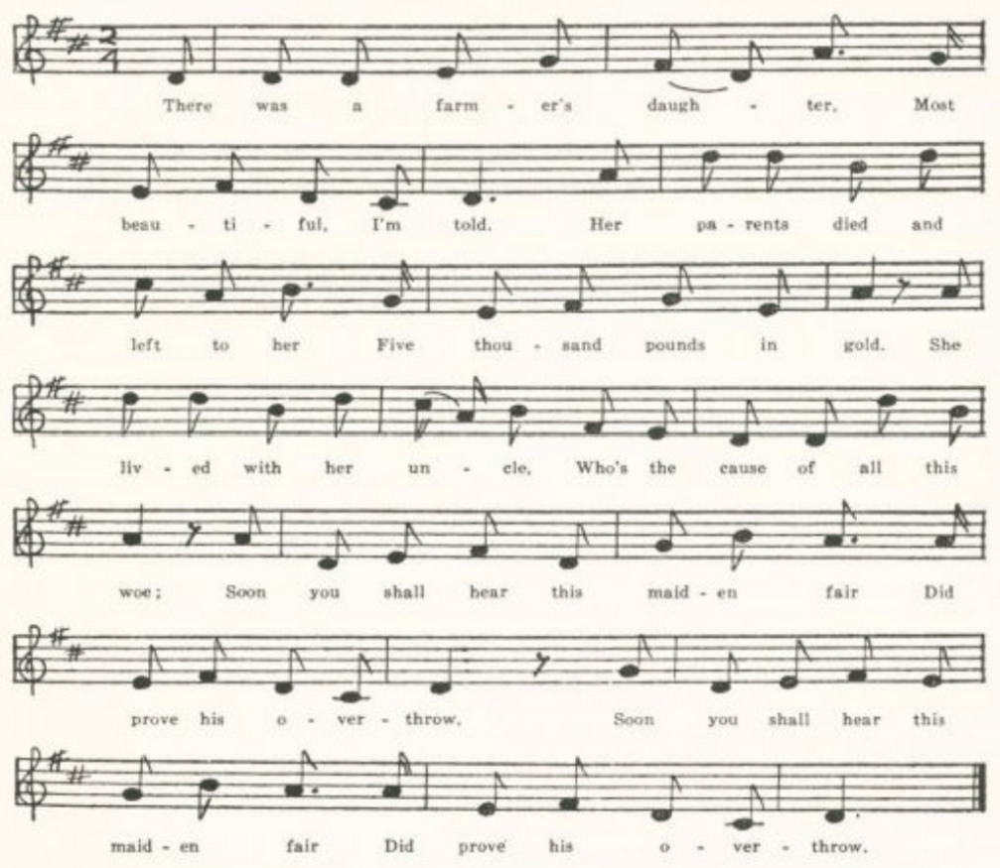 2
4
There was a farm - er's daugh - ter, Most
beau - ti - ful, I'm told. Her pa - rents died and
left to her Five thou - sand pounds in gold. She
liv - ed with her un - cle, Who's the cause of all this
woe; Soon you shall hear this maid - en fair Did
prove his o - ver - throw. Soon you shall hear this
maid - en fair Did prove his o - ver - throw.